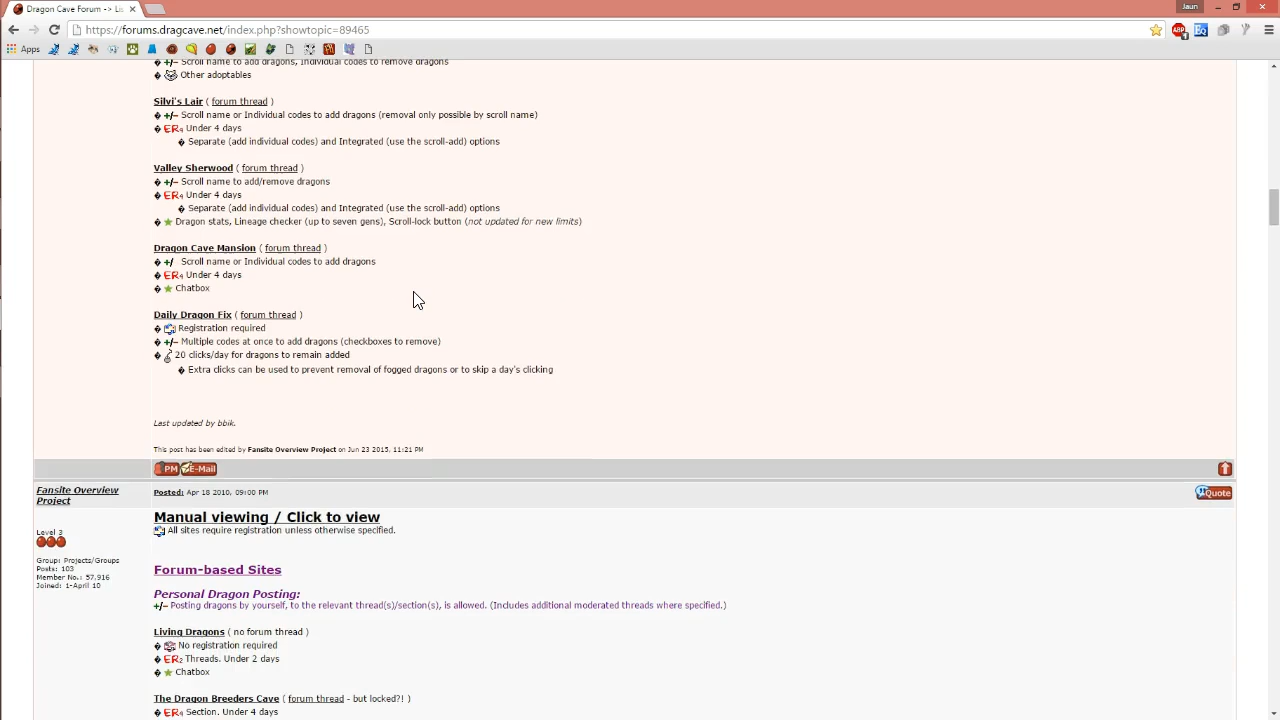 Dragon Cave Forum -> Li
Jaun
https://forums.dragcave.net/index.php?showtopic=89465
ABP 1 EQ
Apps
+/- Scroll name to add dragons, Individual codes to remove dragons
Other adoptables
Silvi's Lair ( forum thread )
+/- Scroll name or Individual codes to add dragons (removal only possible by scroll name)
ER4 Under 4 days
Separate (add individual codes) and Integrated (use the scroll-add) options
Valley Sherwood ( forum thread )
+/- Scroll name to add/remove dragons
ER4 Under 4 days
Separate (add individual codes) and Integrated (use the scroll-add) options
Dragon stats, Lineage checker (up to seven gens), Scroll-lock button (not updated for new limits)
Dragon Cave Mansion ( forum thread )
+/ Scroll name or Individual codes to add dragons
ER4 Under 4 days
Chatbox
Daily Dragon Fix ( forum thread )
Registration required
+/- Multiple codes at once to add dragons (checkboxes to remove)
20 clicks/day for dragons to remain added
Extra clicks can be used to prevent removal of fogged dragons or to skip a day's clicking
Last updated by bbik.
This post has been edited by Fansite Overview Project on Jun 23 2015, 11:21 PM
PM E-Mail
Fansite Overview Project
Posted: Apr 18 2010, 09:00 PM
Quote
Level 3
Group: Projects/Groups
Posts: 103
Member No.: 57,916
Joined: 1-April 10
Manual viewing / Click to view
All sites require registration unless otherwise specified.
Forum-based Sites
Personal Dragon Posting:
+/- Posting dragons by yourself, to the relevant thread(s)/section(s), is allowed. (Includes additional moderated threads where specified.)
Living Dragons ( no forum thread )
No registration required
ER2 Threads. Under 2 days
Chatbox
The Dragon Breeders Cave ( forum thread - but locked?! )
ER4 Section. Under 4 days